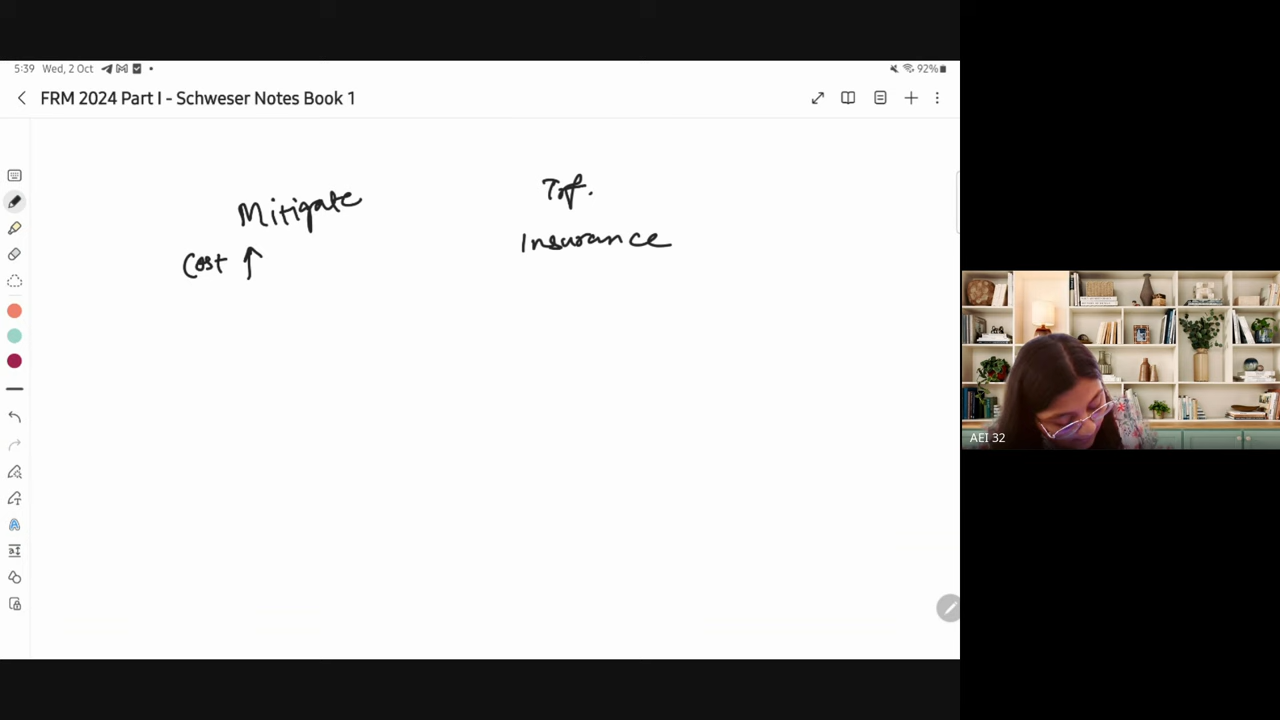 5:39 Wed, 2 Oct
92%
FRM 2024 Part I - Schweser Notes Book 1
Mitigate
Cost ↑
Trf.
Insurance
AEI 32